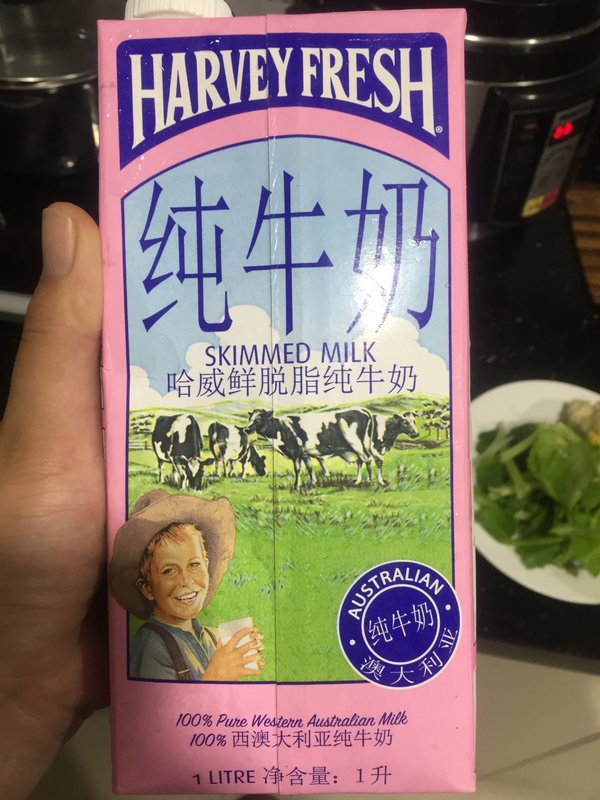 HARVEY FRESH®
纯牛奶
SKIMMED MILK
哈威鲜脱脂纯牛奶
AUSTRALIAN
纯牛奶
澳大利亚
100% Pure Western Australian Milk
100% 西澳大利亚纯牛奶
1 LITRE 净含量：1升